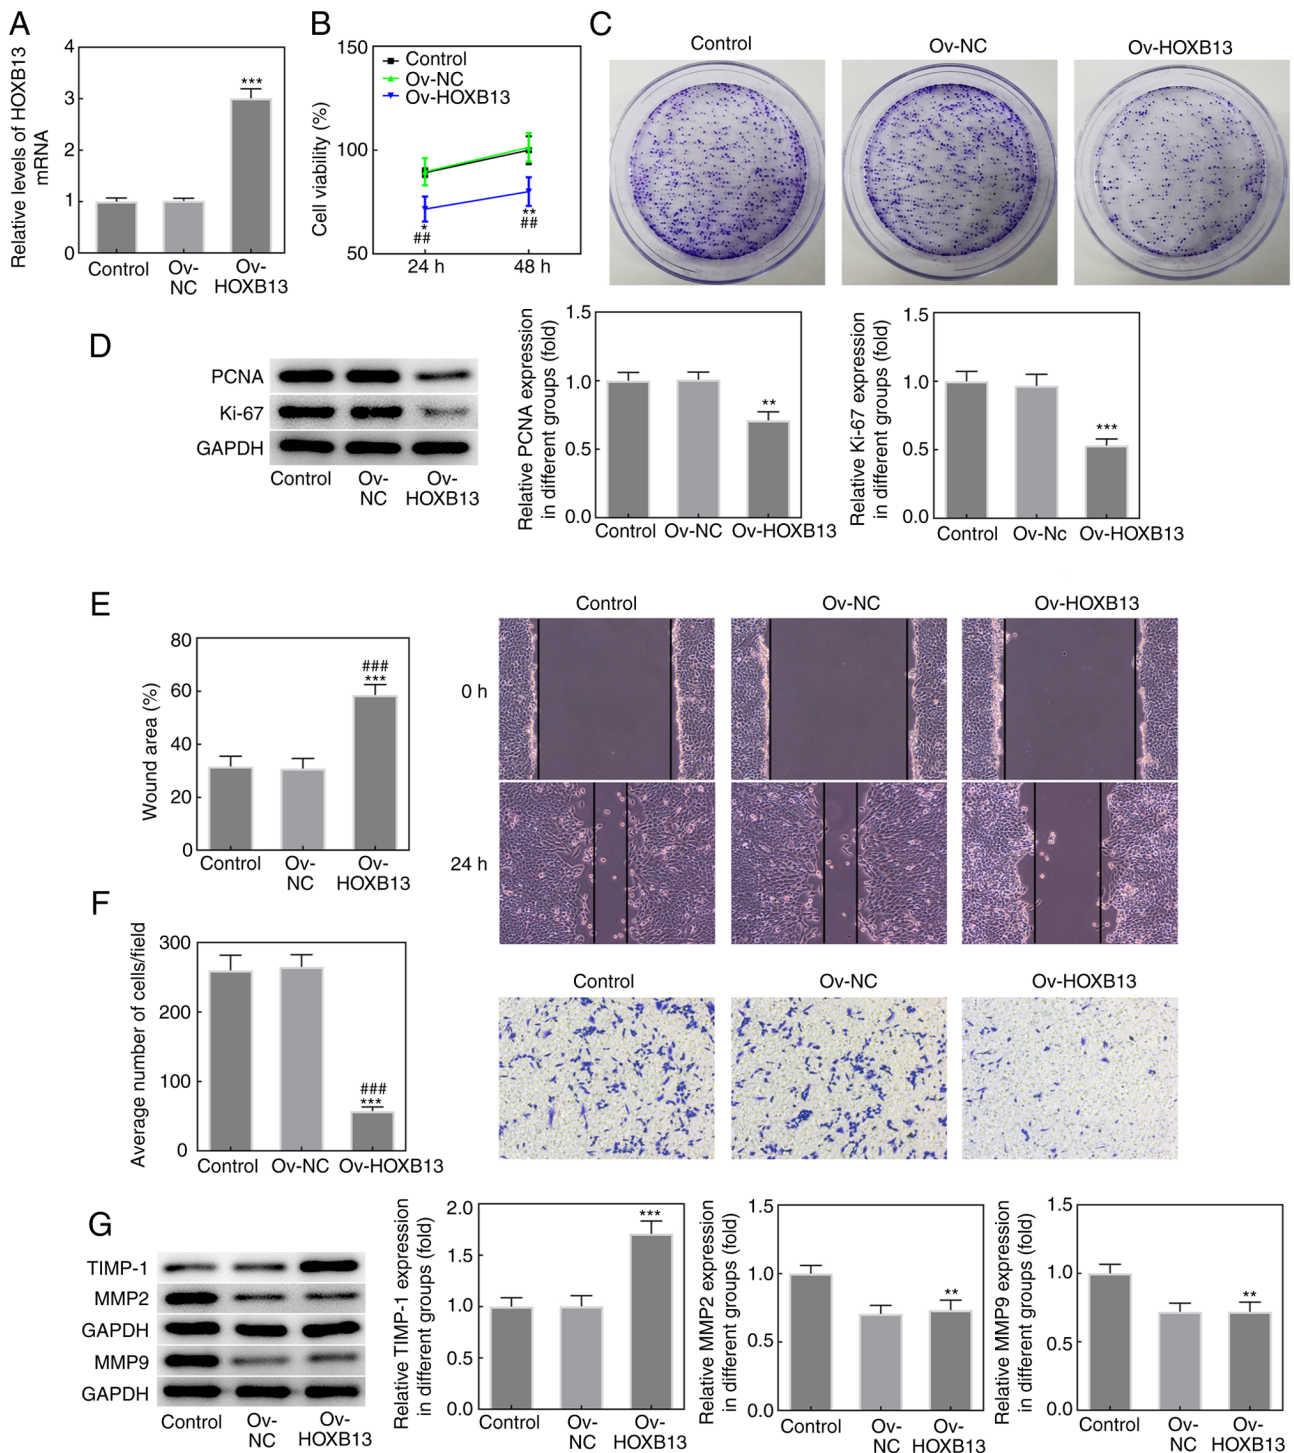 A
Relative levels of HOXB13
mRNA
4
3
2
1
0
***
Control
Ov-
NC
Ov-
HOXB13
B
Cell viability (%)
150
100
50
Control
Ov-NC
Ov-HOXB13
*
##
**
##
24 h
48 h
C
Control
Ov-NC
Ov-HOXB13
D
PCNA
Ki-67
GAPDH
Control
Ov-
NC
Ov-
HOXB13
Relative PCNA expression
in different groups (fold)
1.5
1.0
0.5
0.0
**
Control
Ov-NC
Ov-HOXB13
Relative Ki-67 expression
in different groups (fold)
1.5
1.0
0.5
0.0
***
Control
Ov-Nc
Ov-HOXB13
E
Wound area (%)
80
60
40
20
0
###
***
Control
Ov-
NC
Ov-
HOXB13
Control
Ov-NC
Ov-HOXB13
0 h
24 h
F
Average number of cells/field
300
200
100
0
###
***
Control
Ov-NC
Ov-HOXB13
Control
Ov-NC
Ov-HOXB13
G
TIMP-1
MMP2
GAPDH
MMP9
GAPDH
Control
Ov-
NC
Ov-
HOXB13
Relative TIMP-1 expression
in different groups (fold)
2.0
1.5
1.0
0.5
0.0
***
Control
Ov-
NC
Ov-
HOXB13
Relative MMP2 expression
in different groups (fold)
1.5
1.0
0.5
0.0
**
Control
Ov-
NC
Ov-
HOXB13
Relative MMP9 expression
in different groups (fold)
1.5
1.0
0.5
0.0
**
Control
Ov-
NC
Ov-
HOXB13